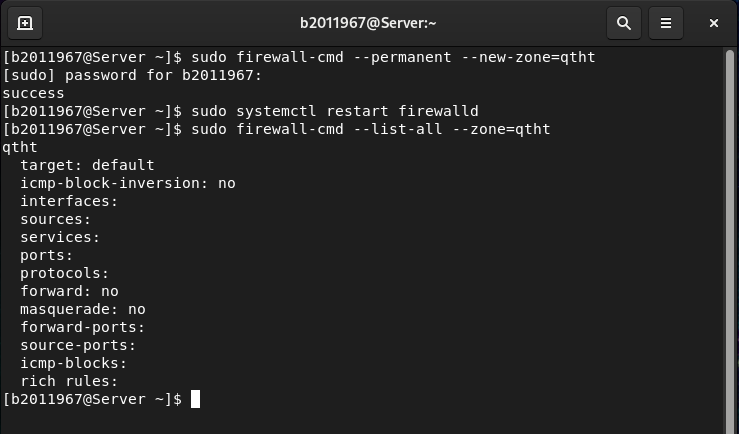 b2011967@Server:~
[b2011967@Server ~]$ sudo firewall-cmd --permanent --new-zone=qtht
[sudo] password for b2011967:
success
[b2011967@Server ~]$ sudo systemctl restart firewalld
[b2011967@Server ~]$ sudo firewall-cmd --list-all --zone=qtht
qtht
  target: default
  icmp-block-inversion: no
  interfaces:
  sources:
  services:
  ports:
  protocols:
  forward: no
  masquerade: no
  forward-ports:
  source-ports:
  icmp-blocks:
  rich rules:
[b2011967@Server ~]$